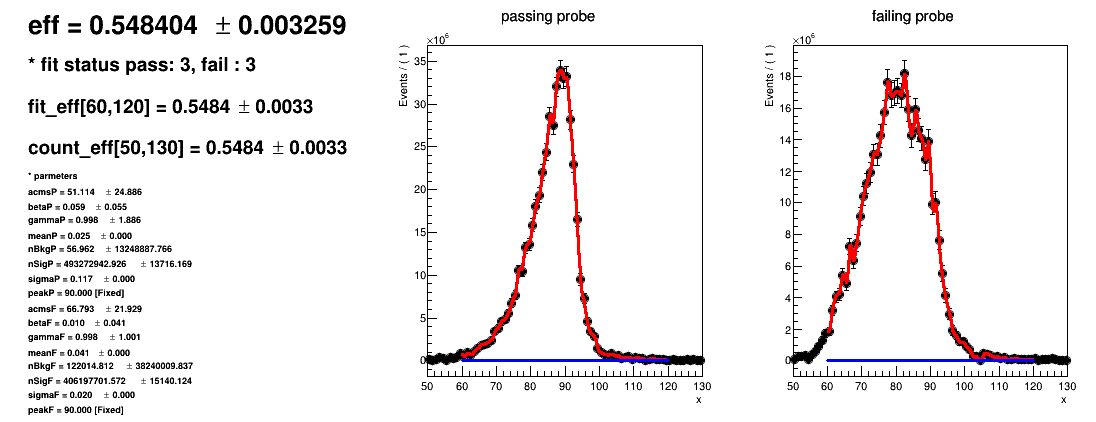 eff = 0.548404 ± 0.003259
* fit status pass: 3, fail : 3
fit_eff[60,120] = 0.5484 ± 0.0033
count_eff[50,130] = 0.5484 ± 0.0033
* parmeters
acmsP = 51.114 ± 24.886
betaP = 0.059 ± 0.055
gammaP = 0.998 ± 1.886
meanP = 0.025 ± 0.000
nBkgP = 56.962 ± 13248887.766
nSigP = 493272942.926 ± 13716.169
sigmaP = 0.117 ± 0.000
peakP = 90.000 [Fixed]
acmsF = 66.793 ± 21.929
betaF = 0.010 ± 0.041
gammaF = 0.998 ± 1.001
meanF = 0.041 ± 0.000
nBkgF = 122014.812 ± 38240009.837
nSigF = 406197701.572 ± 15140.124
sigmaF = 0.020 ± 0.000
peakF = 90.000 [Fixed]
passing probe
×10⁶
Events / ( 1 )
35
30
25
20
15
10
5
0
50 60 70 80 90 100 110 120 130
x
failing probe
×10⁶
Events / ( 1 )
18
16
14
12
10
8
6
4
2
0
50 60 70 80 90 100 110 120 130
x